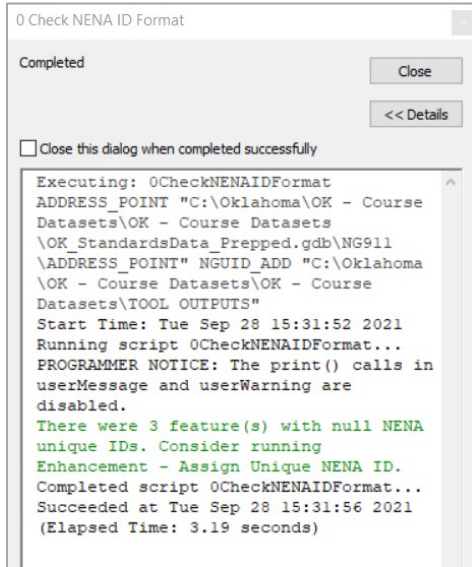 0 Check NENA ID Format
Completed
Close
<< Details
Close this dialog when completed successfully
Executing: 0CheckNENAIDFormat
ADDRESS_POINT "C:\Oklahoma\OK - Course
Datasets\OK - Course Datasets
\OK_StandardsData_Prepped.gdb\NG911
\ADDRESS_POINT" NGUID_ADD "C:\Oklahoma
\OK - Course Datasets\OK - Course
Datasets\TOOL OUTPUTS"
Start Time: Tue Sep 28 15:31:52 2021
Running script 0CheckNENAIDFormat...
PROGRAMMER NOTICE: The print() calls in
userMessage and userWarning are
disabled.
There were 3 feature(s) with null NENA
unique IDs. Consider running
Enhancement - Assign Unique NENA ID.
Completed script 0CheckNENAIDFormat...
Succeeded at Tue Sep 28 15:31:56 2021
(Elapsed Time: 3.19 seconds)